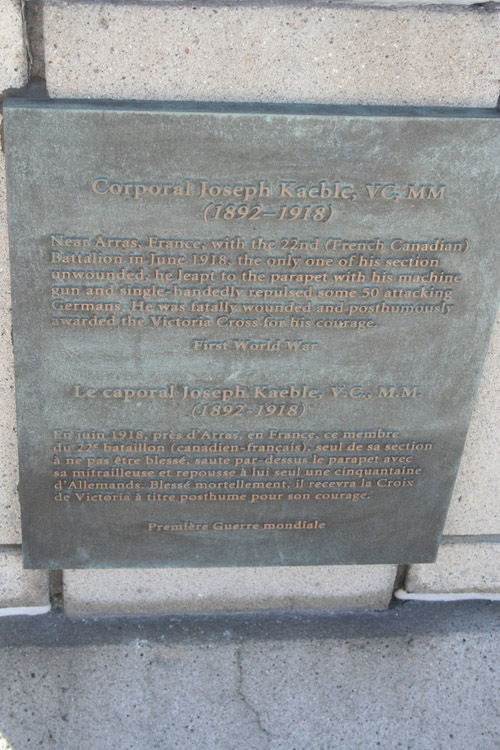 Corporal Joseph Kaeble, VC, MM
(1892–1918)
Near Arras, France, with the 22nd (French Canadian)
Battalion in June 1918, the only one of his section
unwounded, he leapt to the parapet with his machine
gun and single-handedly repulsed some 50 attacking
Germans. He was fatally wounded and posthumously
awarded the Victoria Cross for his courage.
First World War
Le caporal Joseph Kaeble, V.C., M.M.
(1892-1918)
En juin 1918, près d'Arras, en France, ce membre
du 22e bataillon (canadien-français), seul de sa section
à ne pas être blessé, saute par-dessus le parapet avec
sa mitrailleuse et repousse à lui seul une cinquantaine
d'Allemands. Blessé mortellement, il recevra la Croix
de Victoria à titre posthume pour son courage.
Première Guerre mondiale